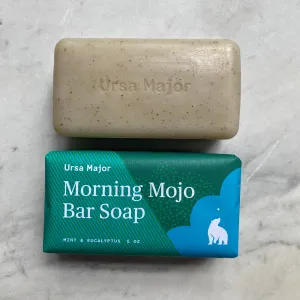 Ursa Major
Ursa Major
Morning Mojo
Bar Soap
MINT & EUCALYPTUS 5 OZ